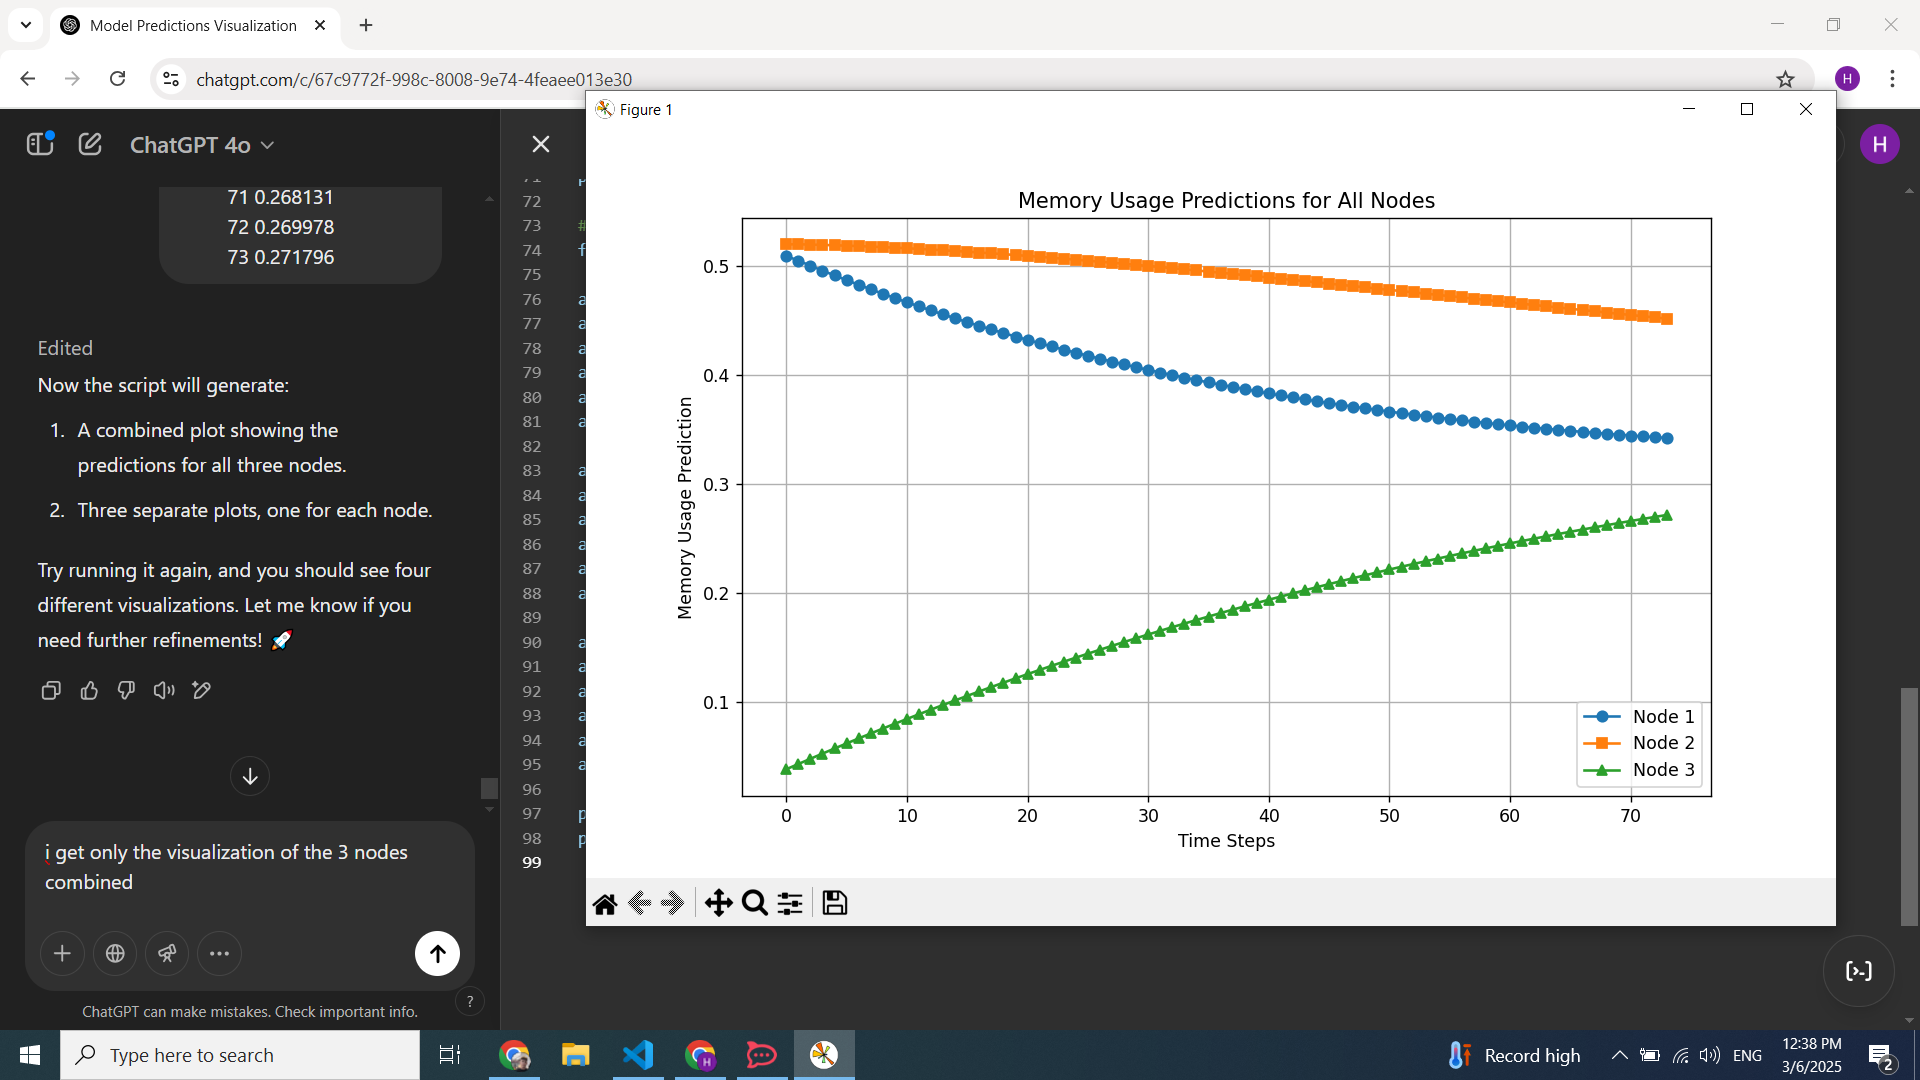 Model Predictions Visualization
chatgpt.com/c/67c9772f-998c-8008-9e74-4feaee013e30
H
ChatGPT 4o
71 0.268131
72 0.269978
73 0.271796
Edited
Now the script will generate:
1. A combined plot showing the
predictions for all three nodes.
2. Three separate plots, one for each node.
Try running it again, and you should see four
different visualizations. Let me know if you
need further refinements! 🚀
i get only the visualization of the 3 nodes
combined
ChatGPT can make mistakes. Check important info.
?
72
73 #
74 f
75
76 a
77 a
78 a
79 a
80 a
81 a
82
83 a
84 a
85 a
86 a
87 a
88 a
89
90 a
91 a
92 a
93 a
94 a
95 a
96
97 p
98 p
99
Figure 1
Memory Usage Predictions for All Nodes
Memory Usage Prediction
0.5
0.4
0.3
0.2
0.1
0 10 20 30 40 50 60 70
Time Steps
Node 1
Node 2
Node 3
H
Type here to search
H
Record high
ENG
12:38 PM
3/6/2025
2